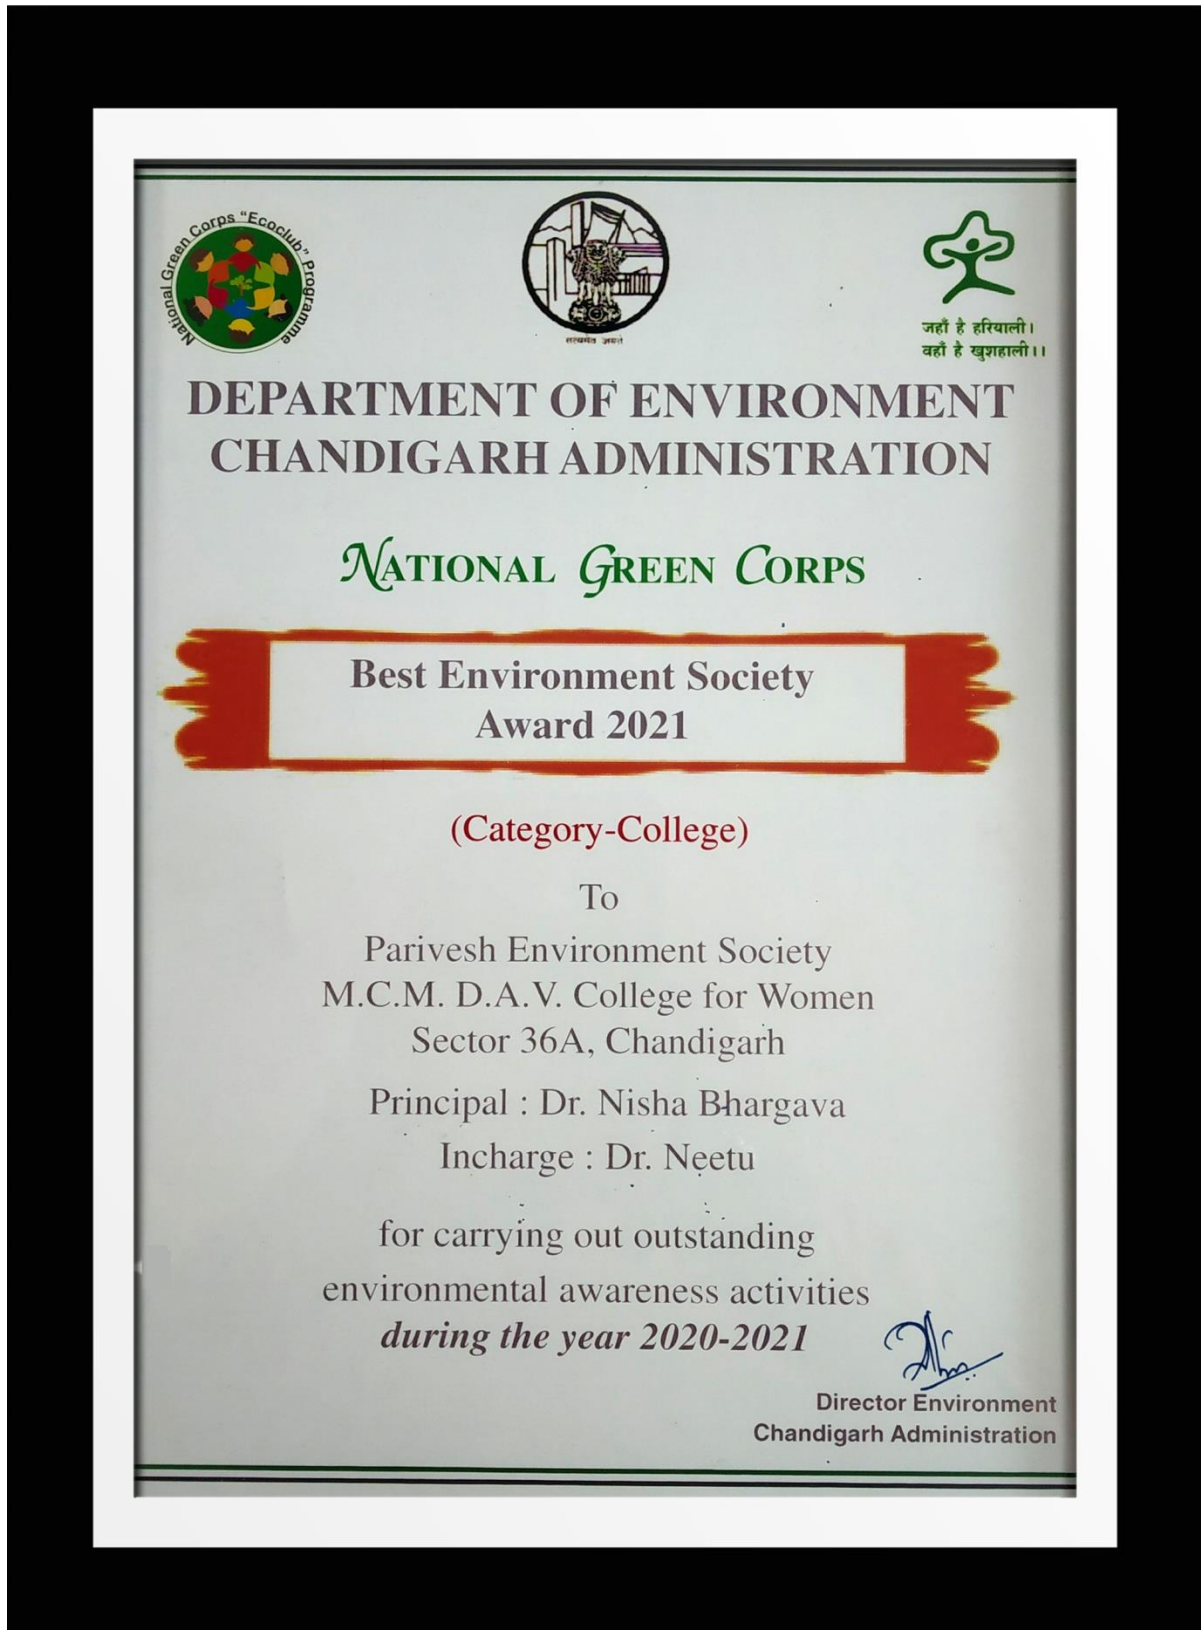 National Green Corps "Ecoclub" Programme
सत्यमेव जयते
जहाँ है हरियाली।
वहाँ है खुशहाली।।
DEPARTMENT OF ENVIRONMENT
CHANDIGARH ADMINISTRATION
NATIONAL GREEN CORPS
Best Environment Society
Award 2021
(Category-College)
To
Parivesh Environment Society
M.C.M. D.A.V. College for Women
Sector 36A, Chandigarh
Principal : Dr. Nisha Bhargava
Incharge : Dr. Neetu
for carrying out outstanding
environmental awareness activities
during the year 2020-2021
Director Environment
Chandigarh Administration